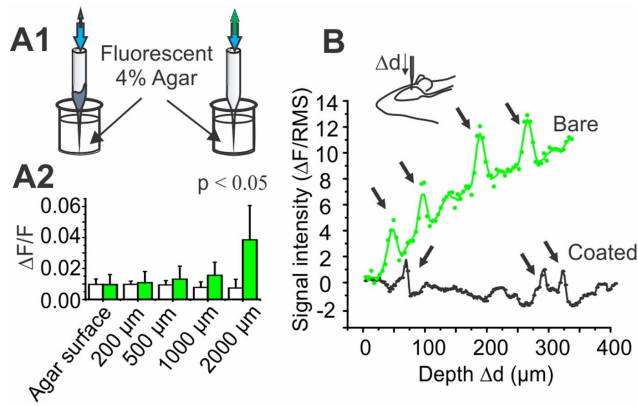 A1
Fluorescent
4% Agar
A2
p < 0.05
ΔF/F
0.06
0.04
0.02
0.00
Agar surface
200 µm
500 µm
1000 µm
2000 µm
B
Δd↓
Signal intensity (ΔF/RMS)
14
12
10
8
6
4
2
0
-2
Bare
Coated
0 100 200 300 400
Depth Δd (µm)